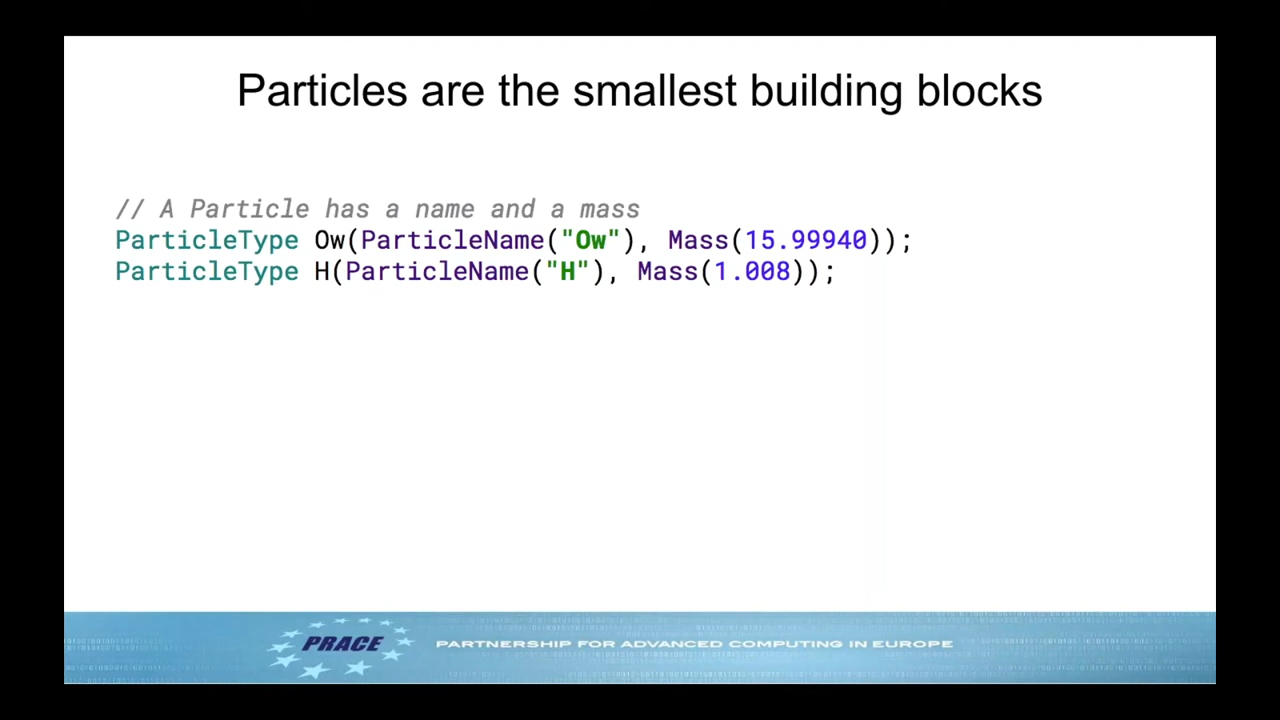 Particles are the smallest building blocks
// A Particle has a name and a mass
ParticleType Ow(ParticleName("Ow"), Mass(15.99940));
ParticleType H(ParticleName("H"), Mass(1.008));
PRACE
PARTNERSHIP FOR ADVANCED COMPUTING IN EUROPE